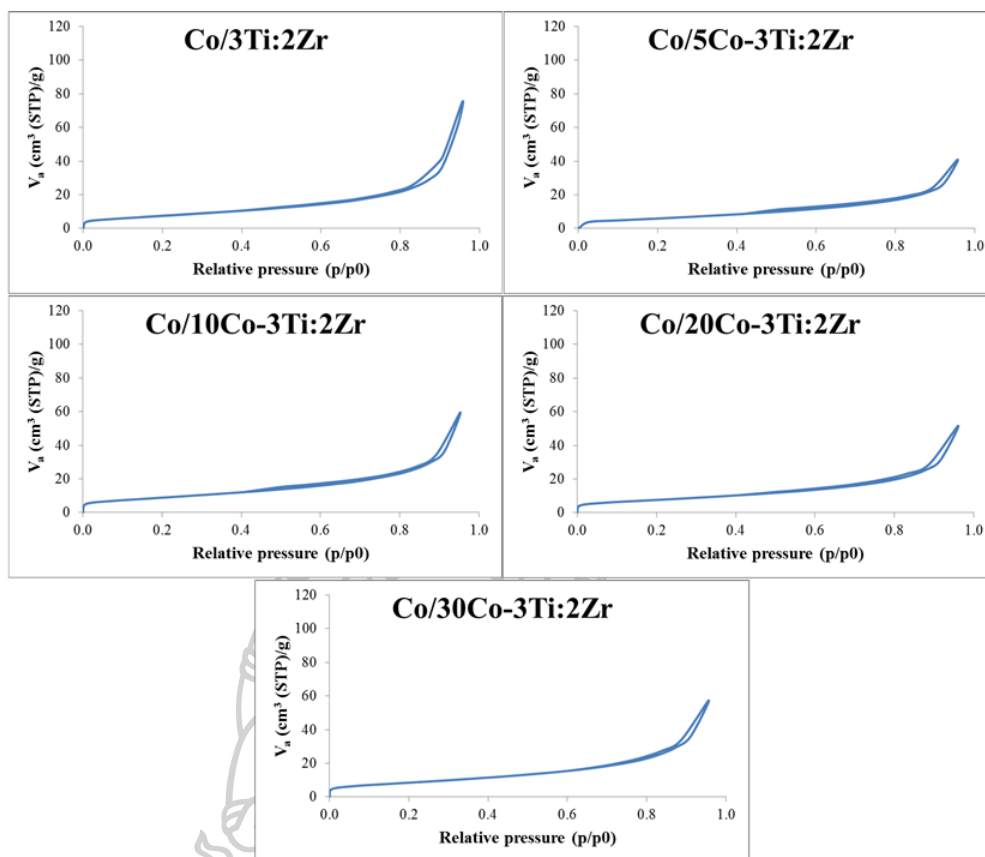 Co/3Ti:2Zr
Vₐ (cm³ (STP)/g)
120
100
80
60
40
20
0
0.0 0.2 0.4 0.6 0.8 1.0
Relative pressure (p/p0)
Co/5Co-3Ti:2Zr
Vₐ (cm³ (STP)/g)
120
100
80
60
40
20
0
0.0 0.2 0.4 0.6 0.8 1.0
Relative pressure (p/p0)
Co/10Co-3Ti:2Zr
Vₐ (cm³ (STP)/g)
120
100
80
60
40
20
0
0.0 0.2 0.4 0.6 0.8 1.0
Relative pressure (p/p0)
Co/20Co-3Ti:2Zr
Vₐ (cm³ (STP)/g)
120
100
80
60
40
20
0
0.0 0.2 0.4 0.6 0.8 1.0
Relative pressure (p/p0)
Co/30Co-3Ti:2Zr
Vₐ (cm³ (STP)/g)
120
100
80
60
40
20
0
0.0 0.2 0.4 0.6 0.8 1.0
Relative pressure (p/p0)